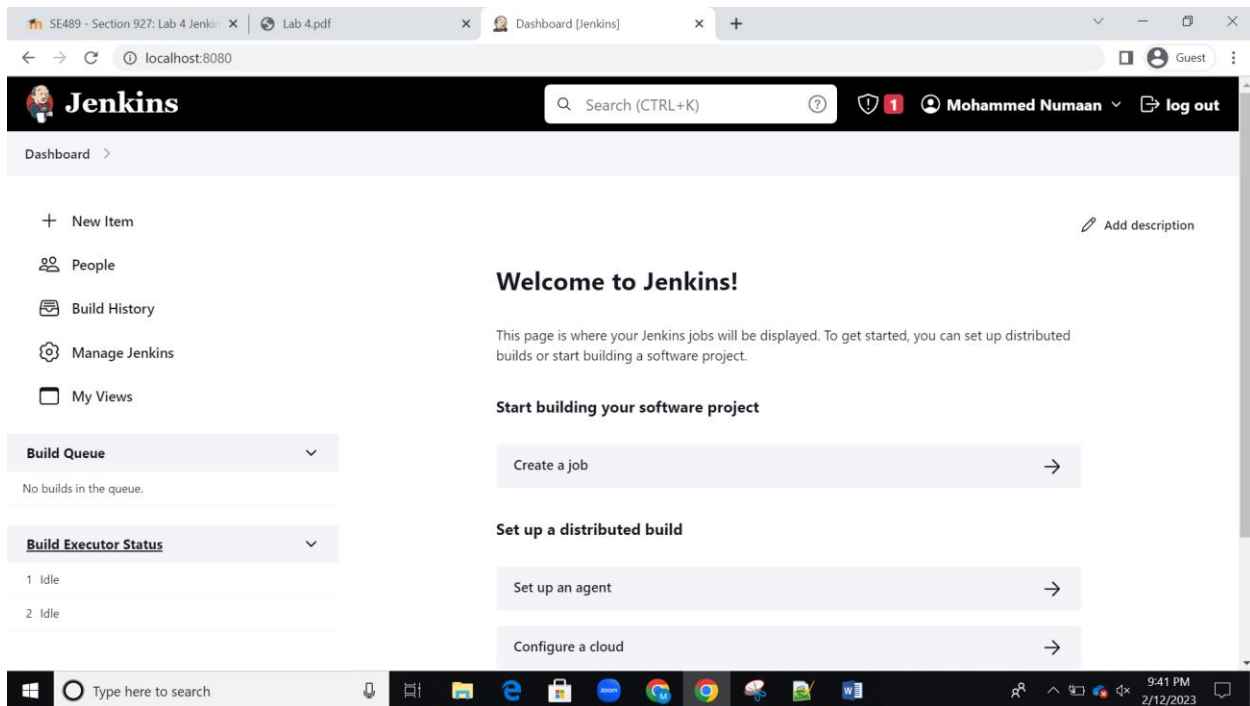 SE489 - Section 927: Lab 4 Jenki
Lab 4.pdf
Dashboard [Jenkins]
localhost:8080
Guest
Jenkins
Search (CTRL+K)
1
Mohammed Numaan
log out
Dashboard
New Item
Add description
People
Build History
Manage Jenkins
My Views
Welcome to Jenkins!
This page is where your Jenkins jobs will be displayed. To get started, you can set up distributed
builds or start building a software project.
Start building your software project
Create a job
Build Queue
No builds in the queue.
Set up a distributed build
Build Executor Status
1 Idle
2 Idle
Set up an agent
Configure a cloud
Type here to search
zoom
9:41 PM
2/12/2023